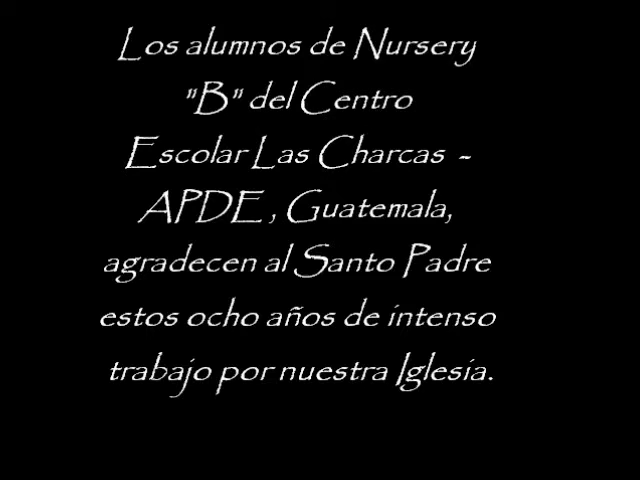 Los alumnos de Nursery
"B" del Centro
Escolar Las Charcas -
APDE , Guatemala,
agradecen al Santo Padre
estos ocho años de intenso
trabajo por nuestra Iglesia.